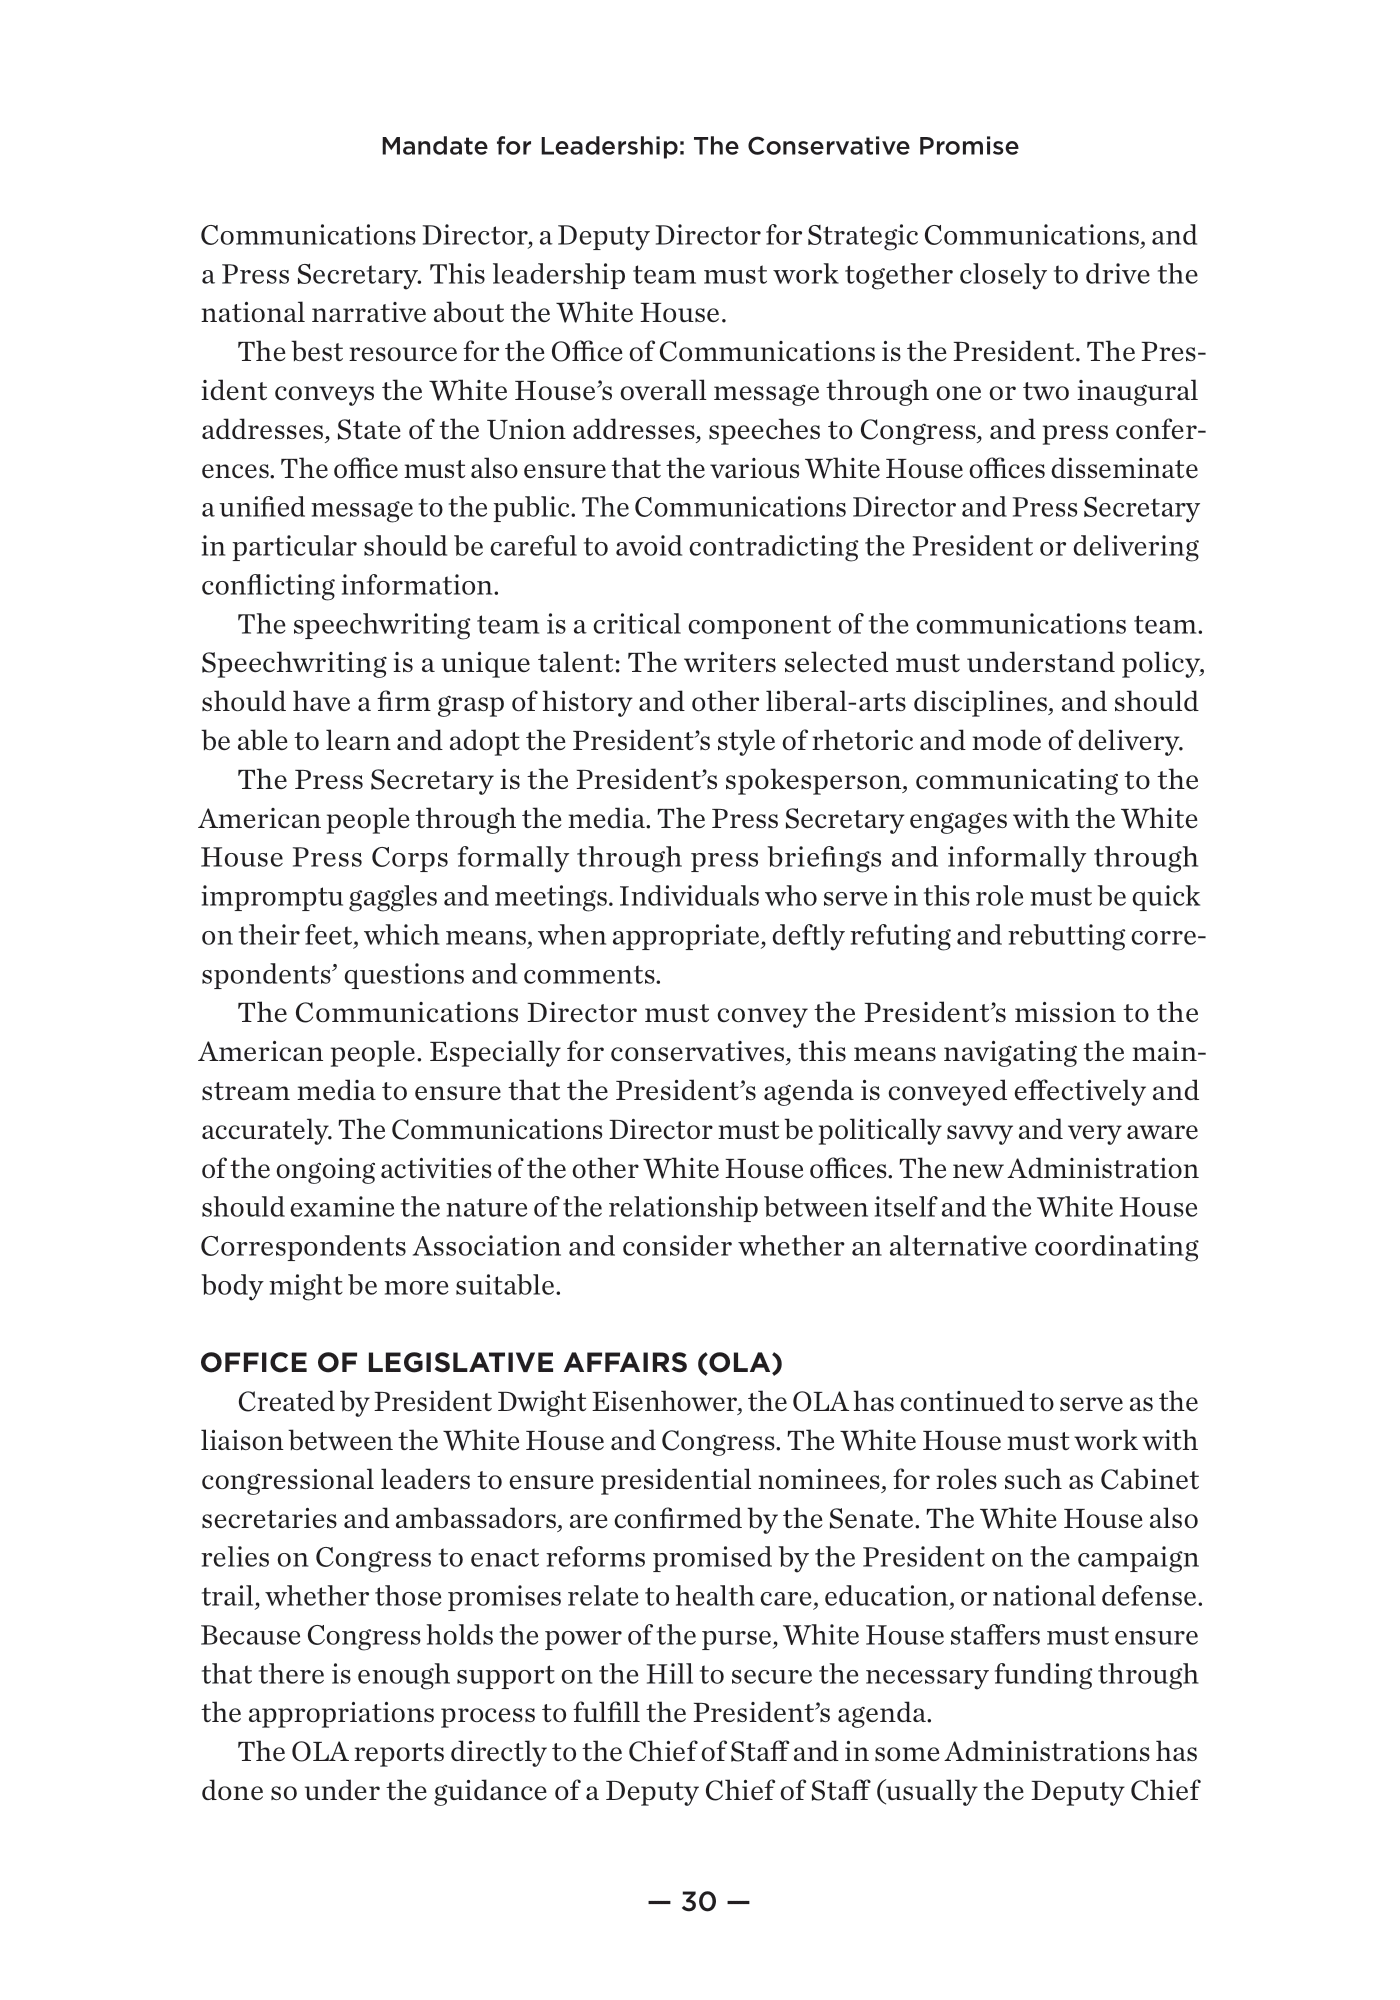 Mandate for Leadership: The Conservative Promise
Communications Director, a Deputy Director for Strategic Communications, and
a Press Secretary. This leadership team must work together closely to drive the
national narrative about the White House.
The best resource for the Office of Communications is the President. The Pres-
ident conveys the White House’s overall message through one or two inaugural
addresses, State of the Union addresses, speeches to Congress, and press confer-
ences. The office must also ensure that the various White House offices disseminate
a unified message to the public. The Communications Director and Press Secretary
in particular should be careful to avoid contradicting the President or delivering
conflicting information.
The speechwriting team is a critical component of the communications team.
Speechwriting is a unique talent: The writers selected must understand policy,
should have a firm grasp of history and other liberal-arts disciplines, and should
be able to learn and adopt the President’s style of rhetoric and mode of delivery.
The Press Secretary is the President’s spokesperson, communicating to the
American people through the media. The Press Secretary engages with the White
House Press Corps formally through press briefings and informally through
impromptu gaggles and meetings. Individuals who serve in this role must be quick
on their feet, which means, when appropriate, deftly refuting and rebutting corre-
spondents’ questions and comments.
The Communications Director must convey the President’s mission to the
American people. Especially for conservatives, this means navigating the main-
stream media to ensure that the President’s agenda is conveyed effectively and
accurately. The Communications Director must be politically savvy and very aware
of the ongoing activities of the other White House offices. The new Administration
should examine the nature of the relationship between itself and the White House
Correspondents Association and consider whether an alternative coordinating
body might be more suitable.
OFFICE OF LEGISLATIVE AFFAIRS (OLA)
Created by President Dwight Eisenhower, the OLA has continued to serve as the
liaison between the White House and Congress. The White House must work with
congressional leaders to ensure presidential nominees, for roles such as Cabinet
secretaries and ambassadors, are confirmed by the Senate. The White House also
relies on Congress to enact reforms promised by the President on the campaign
trail, whether those promises relate to health care, education, or national defense.
Because Congress holds the power of the purse, White House staffers must ensure
that there is enough support on the Hill to secure the necessary funding through
the appropriations process to fulfill the President’s agenda.
The OLA reports directly to the Chief of Staff and in some Administrations has
done so under the guidance of a Deputy Chief of Staff (usually the Deputy Chief
— 30 —